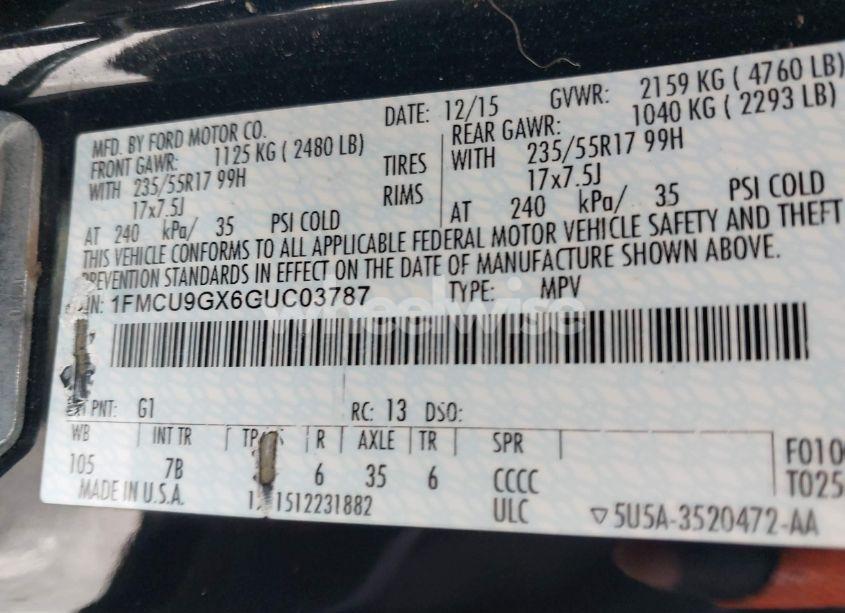 MFD. BY FORD MOTOR CO. DATE: 12/15 GVWR: 2159 KG ( 4760 LB)
FRONT GAWR: 1125 KG ( 2480 LB) REAR GAWR: 1040 KG ( 2293 LB)
WITH 235/55R17 99H TIRES WITH 235/55R17 99H
17x7.5J RIMS 17x7.5J
AT 240 kPa/ 35 PSI COLD AT 240 kPa/ 35 PSI COLD
THIS VEHICLE CONFORMS TO ALL APPLICABLE FEDERAL MOTOR VEHICLE SAFETY AND THEFT
PREVENTION STANDARDS IN EFFECT ON THE DATE OF MANUFACTURE SHOWN ABOVE.
VIN: 1FMCU9GX6GUC03787 TYPE: MPV
wheelwise
PNT: G1 RC: 13 DSO:
WB INT TR R AXLE TR SPR F010
105 7B 6 35 6 CCCC T025
MADE IN U.S.A. 1512231882 ULC ▽5U5A-3520472-AA